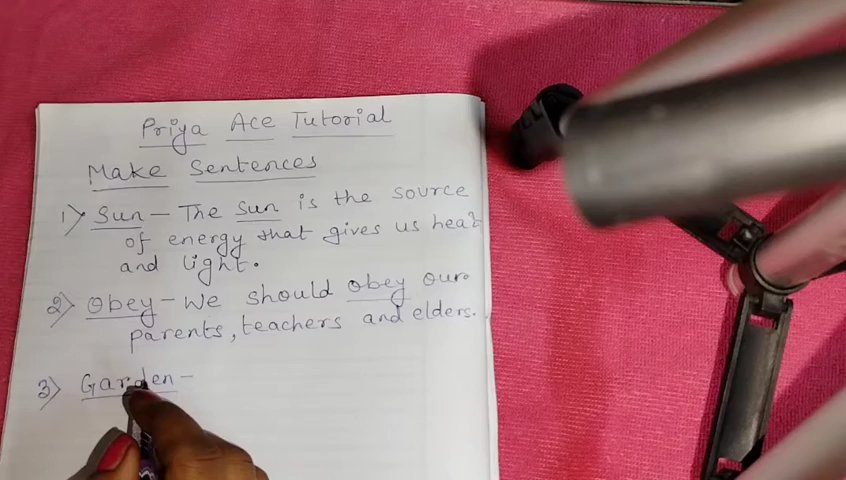 Priya Ace Tutorial
Make Sentences
1) Sun - The sun is the source
of energy that gives us heat
and light.
2) Obey - We should obey our
parents, teachers and elders.
3) Garden -